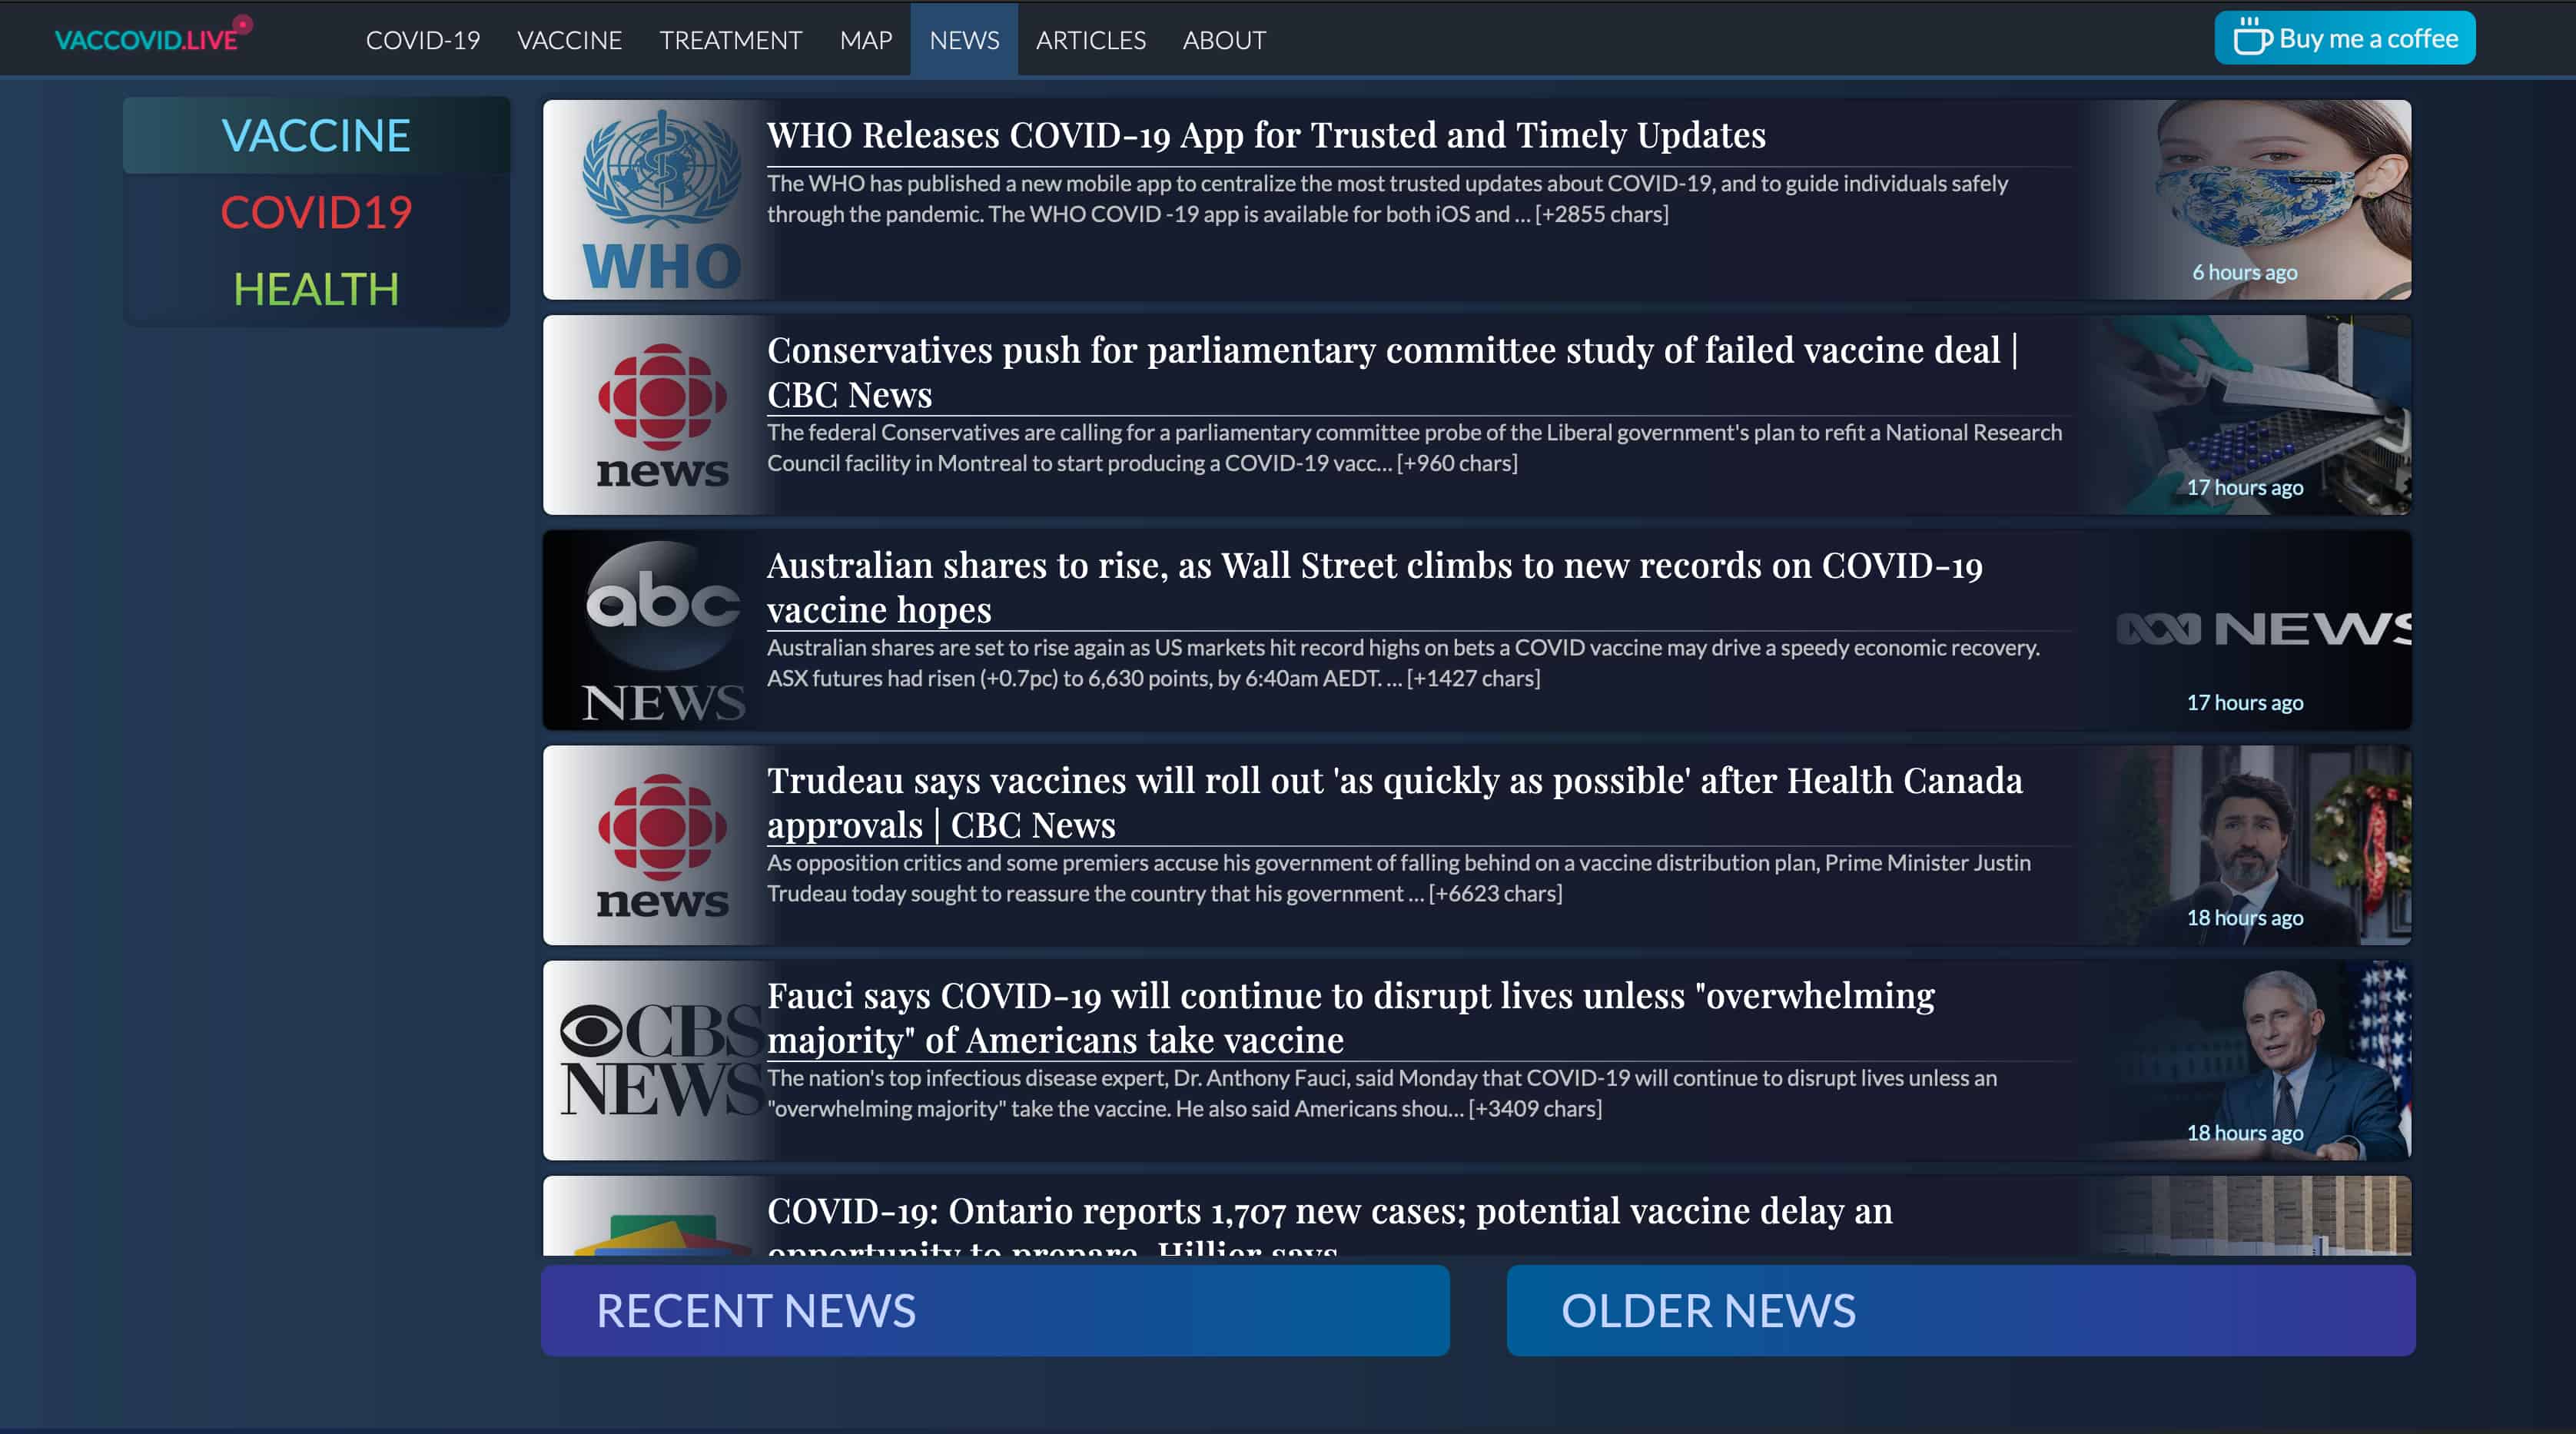 VACCOVID.LIVE
COVID-19
VACCINE
TREATMENT
MAP
NEWS
ARTICLES
ABOUT
Buy me a coffee
VACCINE
COVID19
HEALTH
WHO
WHO Releases COVID-19 App for Trusted and Timely Updates
The WHO has published a new mobile app to centralize the most trusted updates about COVID-19, and to guide individuals safely
through the pandemic. The WHO COVID -19 app is available for both iOS and ... [+2855 chars]
6 hours ago
news
Conservatives push for parliamentary committee study of failed vaccine deal |
CBC News
The federal Conservatives are calling for a parliamentary committee probe of the Liberal government's plan to refit a National Research
Council facility in Montreal to start producing a COVID-19 vacc... [+960 chars]
17 hours ago
abc
NEWS
Australian shares to rise, as Wall Street climbs to new records on COVID-19
vaccine hopes
Australian shares are set to rise again as US markets hit record highs on bets a COVID vaccine may drive a speedy economic recovery.
ASX futures had risen (+0.7pc) to 6,630 points, by 6:40am AEDT. ... [+1427 chars]
NEWS
17 hours ago
news
Trudeau says vaccines will roll out 'as quickly as possible' after Health Canada
approvals | CBC News
As opposition critics and some premiers accuse his government of falling behind on a vaccine distribution plan, Prime Minister Justin
Trudeau today sought to reassure the country that his government ... [+6623 chars]
18 hours ago
CBS
NEWS
Fauci says COVID-19 will continue to disrupt lives unless "overwhelming
majority" of Americans take vaccine
The nation's top infectious disease expert, Dr. Anthony Fauci, said Monday that COVID-19 will continue to disrupt lives unless an
"overwhelming majority" take the vaccine. He also said Americans shou... [+3409 chars]
18 hours ago
COVID-19: Ontario reports 1,707 new cases; potential vaccine delay an
opportunity to prepare, Hillier says
RECENT NEWS
OLDER NEWS